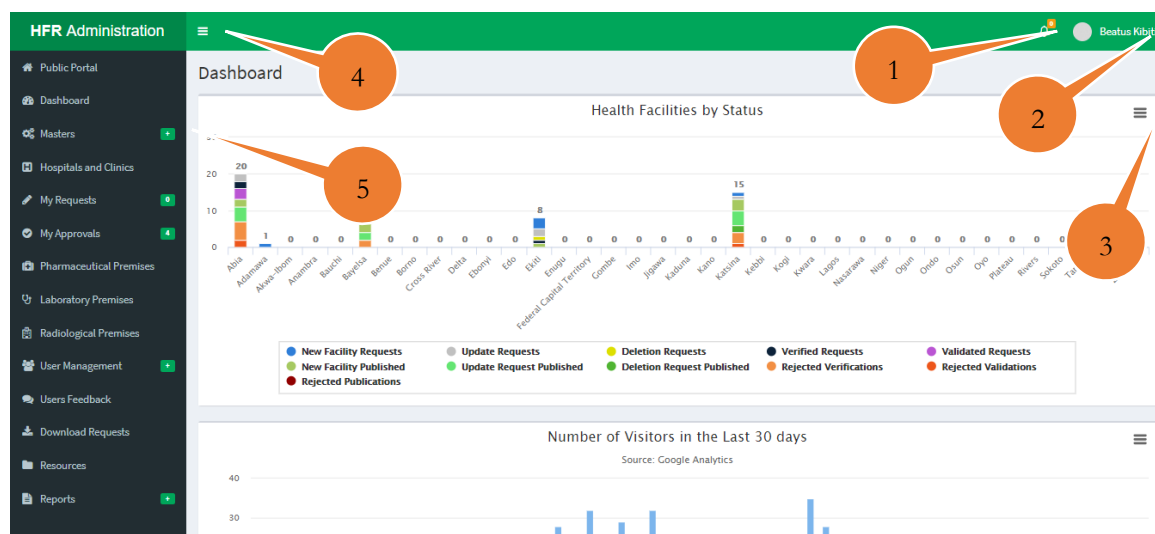 HFR Administration
0
Beatus Kibit
1
4
2
Public Portal
Dashboard
Dashboard
Masters +
Hospitals and Clinics
My Requests 0
My Approvals 4
Pharmaceutical Premises
Laboratory Premises
Radiological Premises
User Management +
Users Feedback
Download Requests
Resources
Reports +
Health Facilities by Status
5
3
20
10
0
20 1 0 0 0 0 0 0 0 0 0 8 0 0 0 0 0 0 0 15 0 0 0 0 0 0 0 0 0 0 0 0 0
Abia
Adamawa
Akwa-Ibom
Anambra
Bauchi
Bayelsa
Benue
Borno
Cross River
Delta
Ebonyi
Edo
Ekiti
Enugu
Federal Capital Territory
Gombe
Imo
Jigawa
Kaduna
Kano
Katsina
Kebbi
Kogi
Kwara
Lagos
Nasarawa
Niger
Ogun
Ondo
Osun
Oyo
Plateau
Rivers
Sokoto
New Facility Requests Update Requests Deletion Requests Verified Requests Validated Requests
New Facility Published Update Request Published Deletion Request Published Rejected Verifications Rejected Validations
Rejected Publications
Number of Visitors in the Last 30 days
Source: Google Analytics
40
30